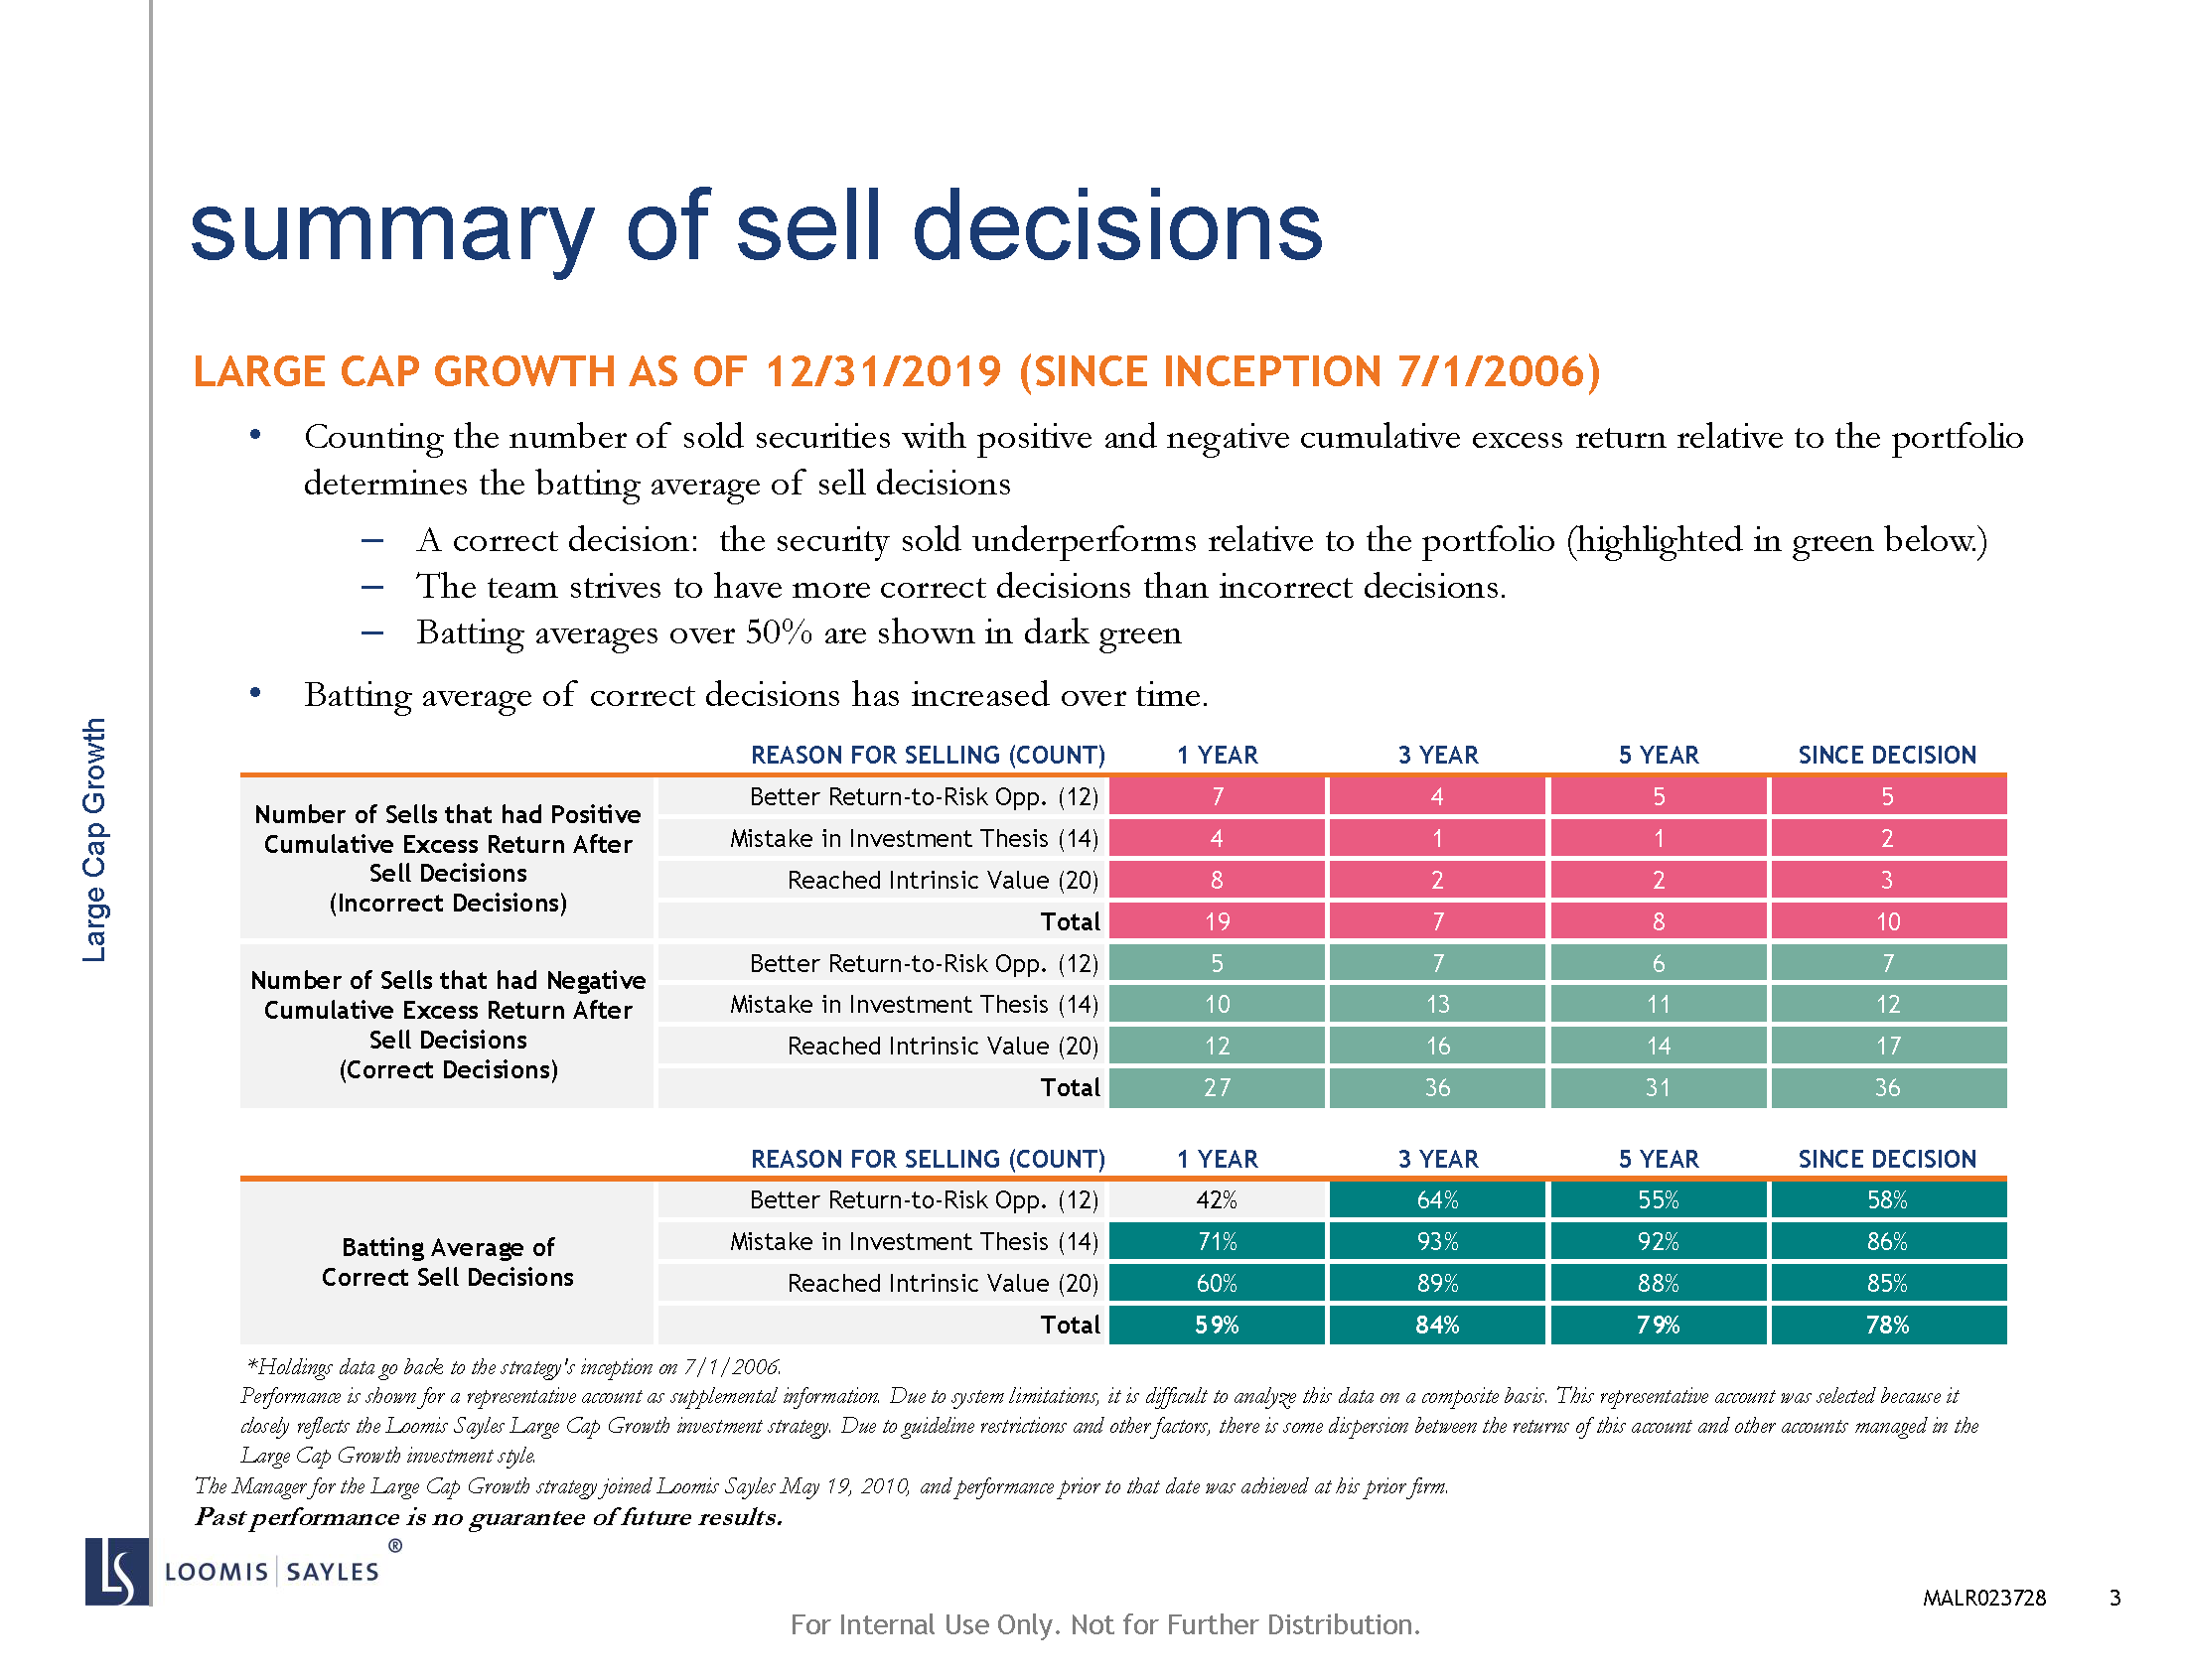 summary of sell decisions
LARGE CAP GROWTH AS OF 12/31/2019 (SINCE INCEPTION 7/1/2006)
• Counting the number of sold securities with positive and negative cumulative excess return relative to the portfolio
determines the batting average of sell decisions
– A correct decision: the security sold underperforms relative to the portfolio (highlighted in green below.)
– The team strives to have more correct decisions than incorrect decisions.
– Batting averages over 50% are shown in dark green
• Batting average of correct decisions has increased over time.
Large Cap Growth
REASON FOR SELLING (COUNT) 1 YEAR 3 YEAR 5 YEAR SINCE DECISION
Number of Sells that had Positive
Cumulative Excess Return After
Sell Decisions
(Incorrect Decisions)
Better Return-to-Risk Opp. (12) 7 4 5 5
Mistake in Investment Thesis (14) 4 1 1 2
Reached Intrinsic Value (20) 8 2 2 3
Total 19 7 8 10
Number of Sells that had Negative
Cumulative Excess Return After
Sell Decisions
(Correct Decisions)
Better Return-to-Risk Opp. (12) 5 7 6 7
Mistake in Investment Thesis (14) 10 13 11 12
Reached Intrinsic Value (20) 12 16 14 17
Total 27 36 31 36
REASON FOR SELLING (COUNT) 1 YEAR 3 YEAR 5 YEAR SINCE DECISION
Batting Average of
Correct Sell Decisions
Better Return-to-Risk Opp. (12) 42% 64% 55% 58%
Mistake in Investment Thesis (14) 71% 93% 92% 86%
Reached Intrinsic Value (20) 60% 89% 88% 85%
Total 59% 84% 79% 78%
*Holdings data go back to the strategy's inception on 7/1/2006.
Performance is shown for a representative account as supplemental information. Due to system limitations, it is difficult to analyze this data on a composite basis. This representative account was selected because it
closely reflects the Loomis Sayles Large Cap Growth investment strategy. Due to guideline restrictions and other factors, there is some dispersion between the returns of this account and other accounts managed in the
Large Cap Growth investment style.
The Manager for the Large Cap Growth strategy joined Loomis Sayles May 19, 2010, and performance prior to that date was achieved at his prior firm.
Past performance is no guarantee of future results.
LS LOOMIS | SAYLES ®
MALR023728 3
For Internal Use Only. Not for Further Distribution.